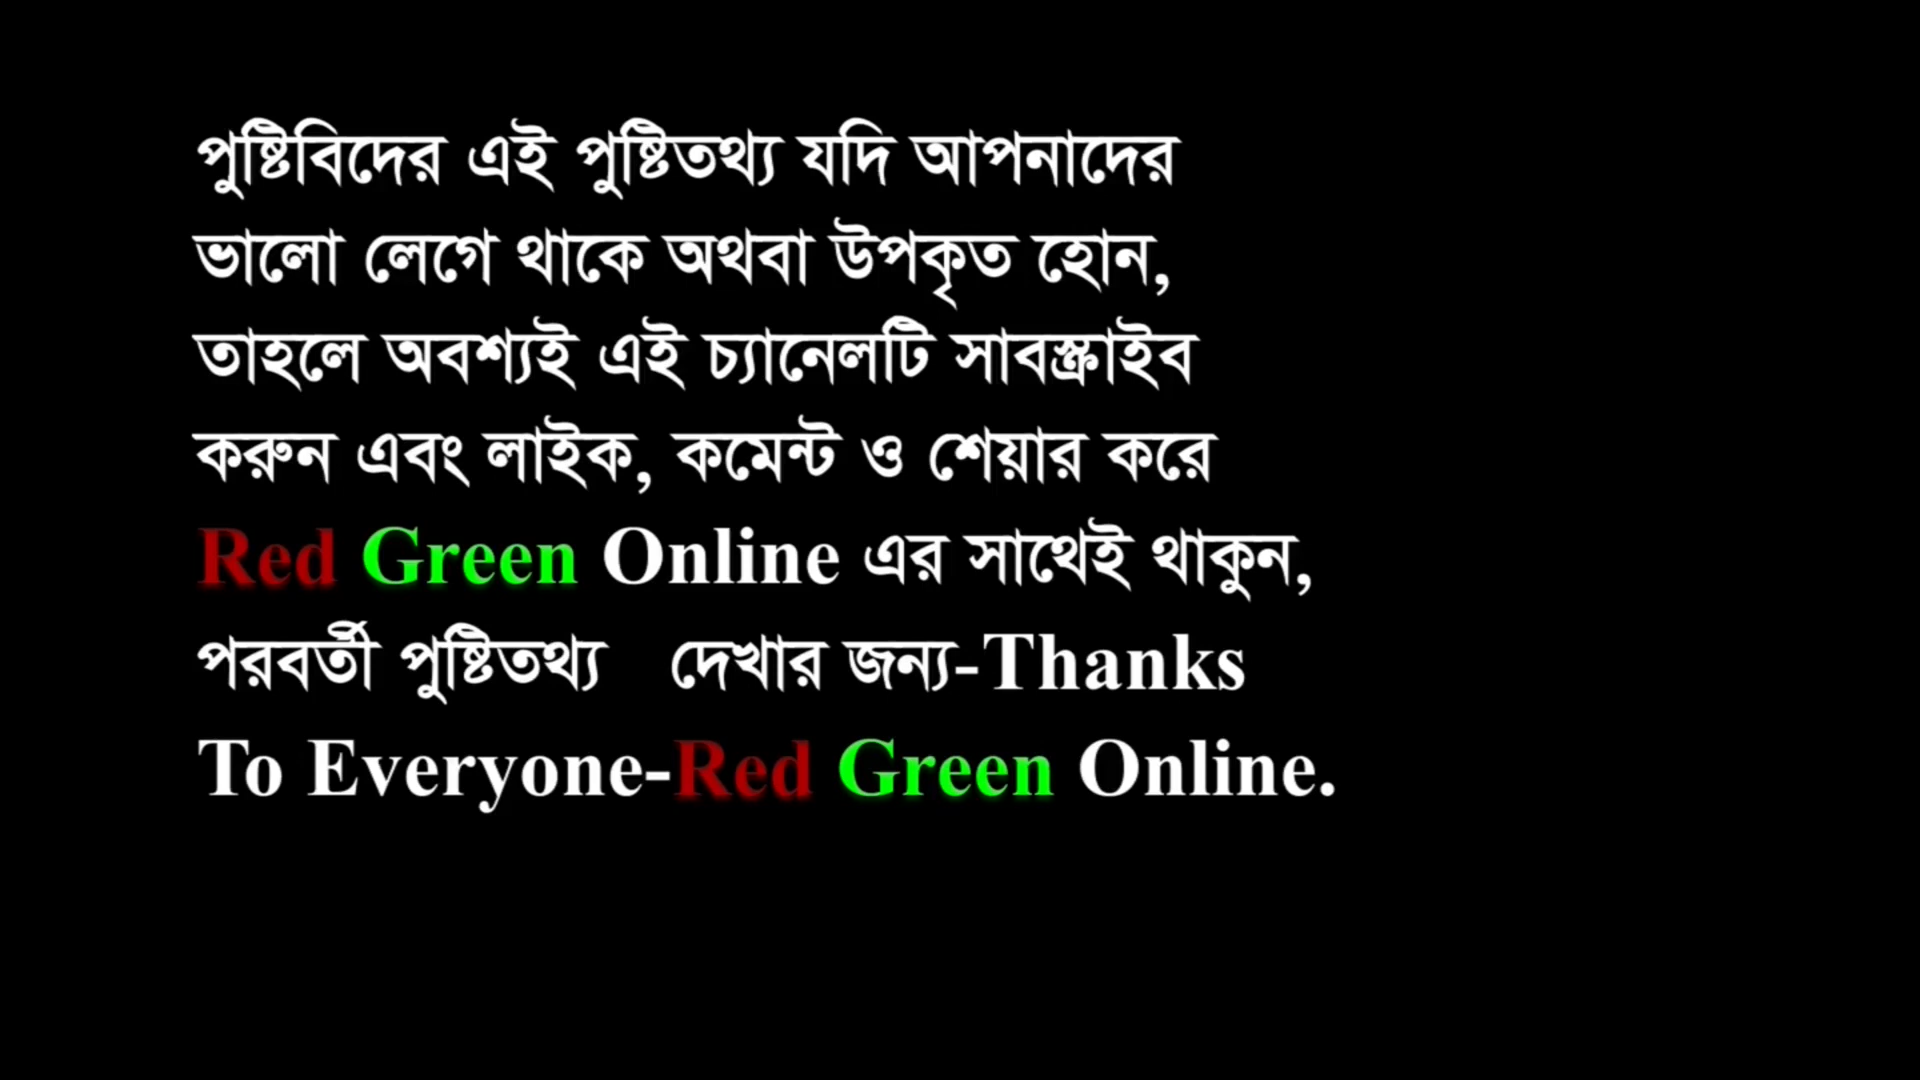 পুষ্টিবিদের এই পুষ্টিতথ্য যদি আপনাদের
ভালো লেগে থাকে অথবা উপকৃত হোন,
তাহলে অবশ্যই এই চ্যানেলটি সাবস্ক্রাইব
করুন এবং লাইক, কমেন্ট ও শেয়ার করে
Red Green Online এর সাথেই থাকুন,
পরবর্তী পুষ্টিতথ্য দেখার জন্য-Thanks
To Everyone-Red Green Online.